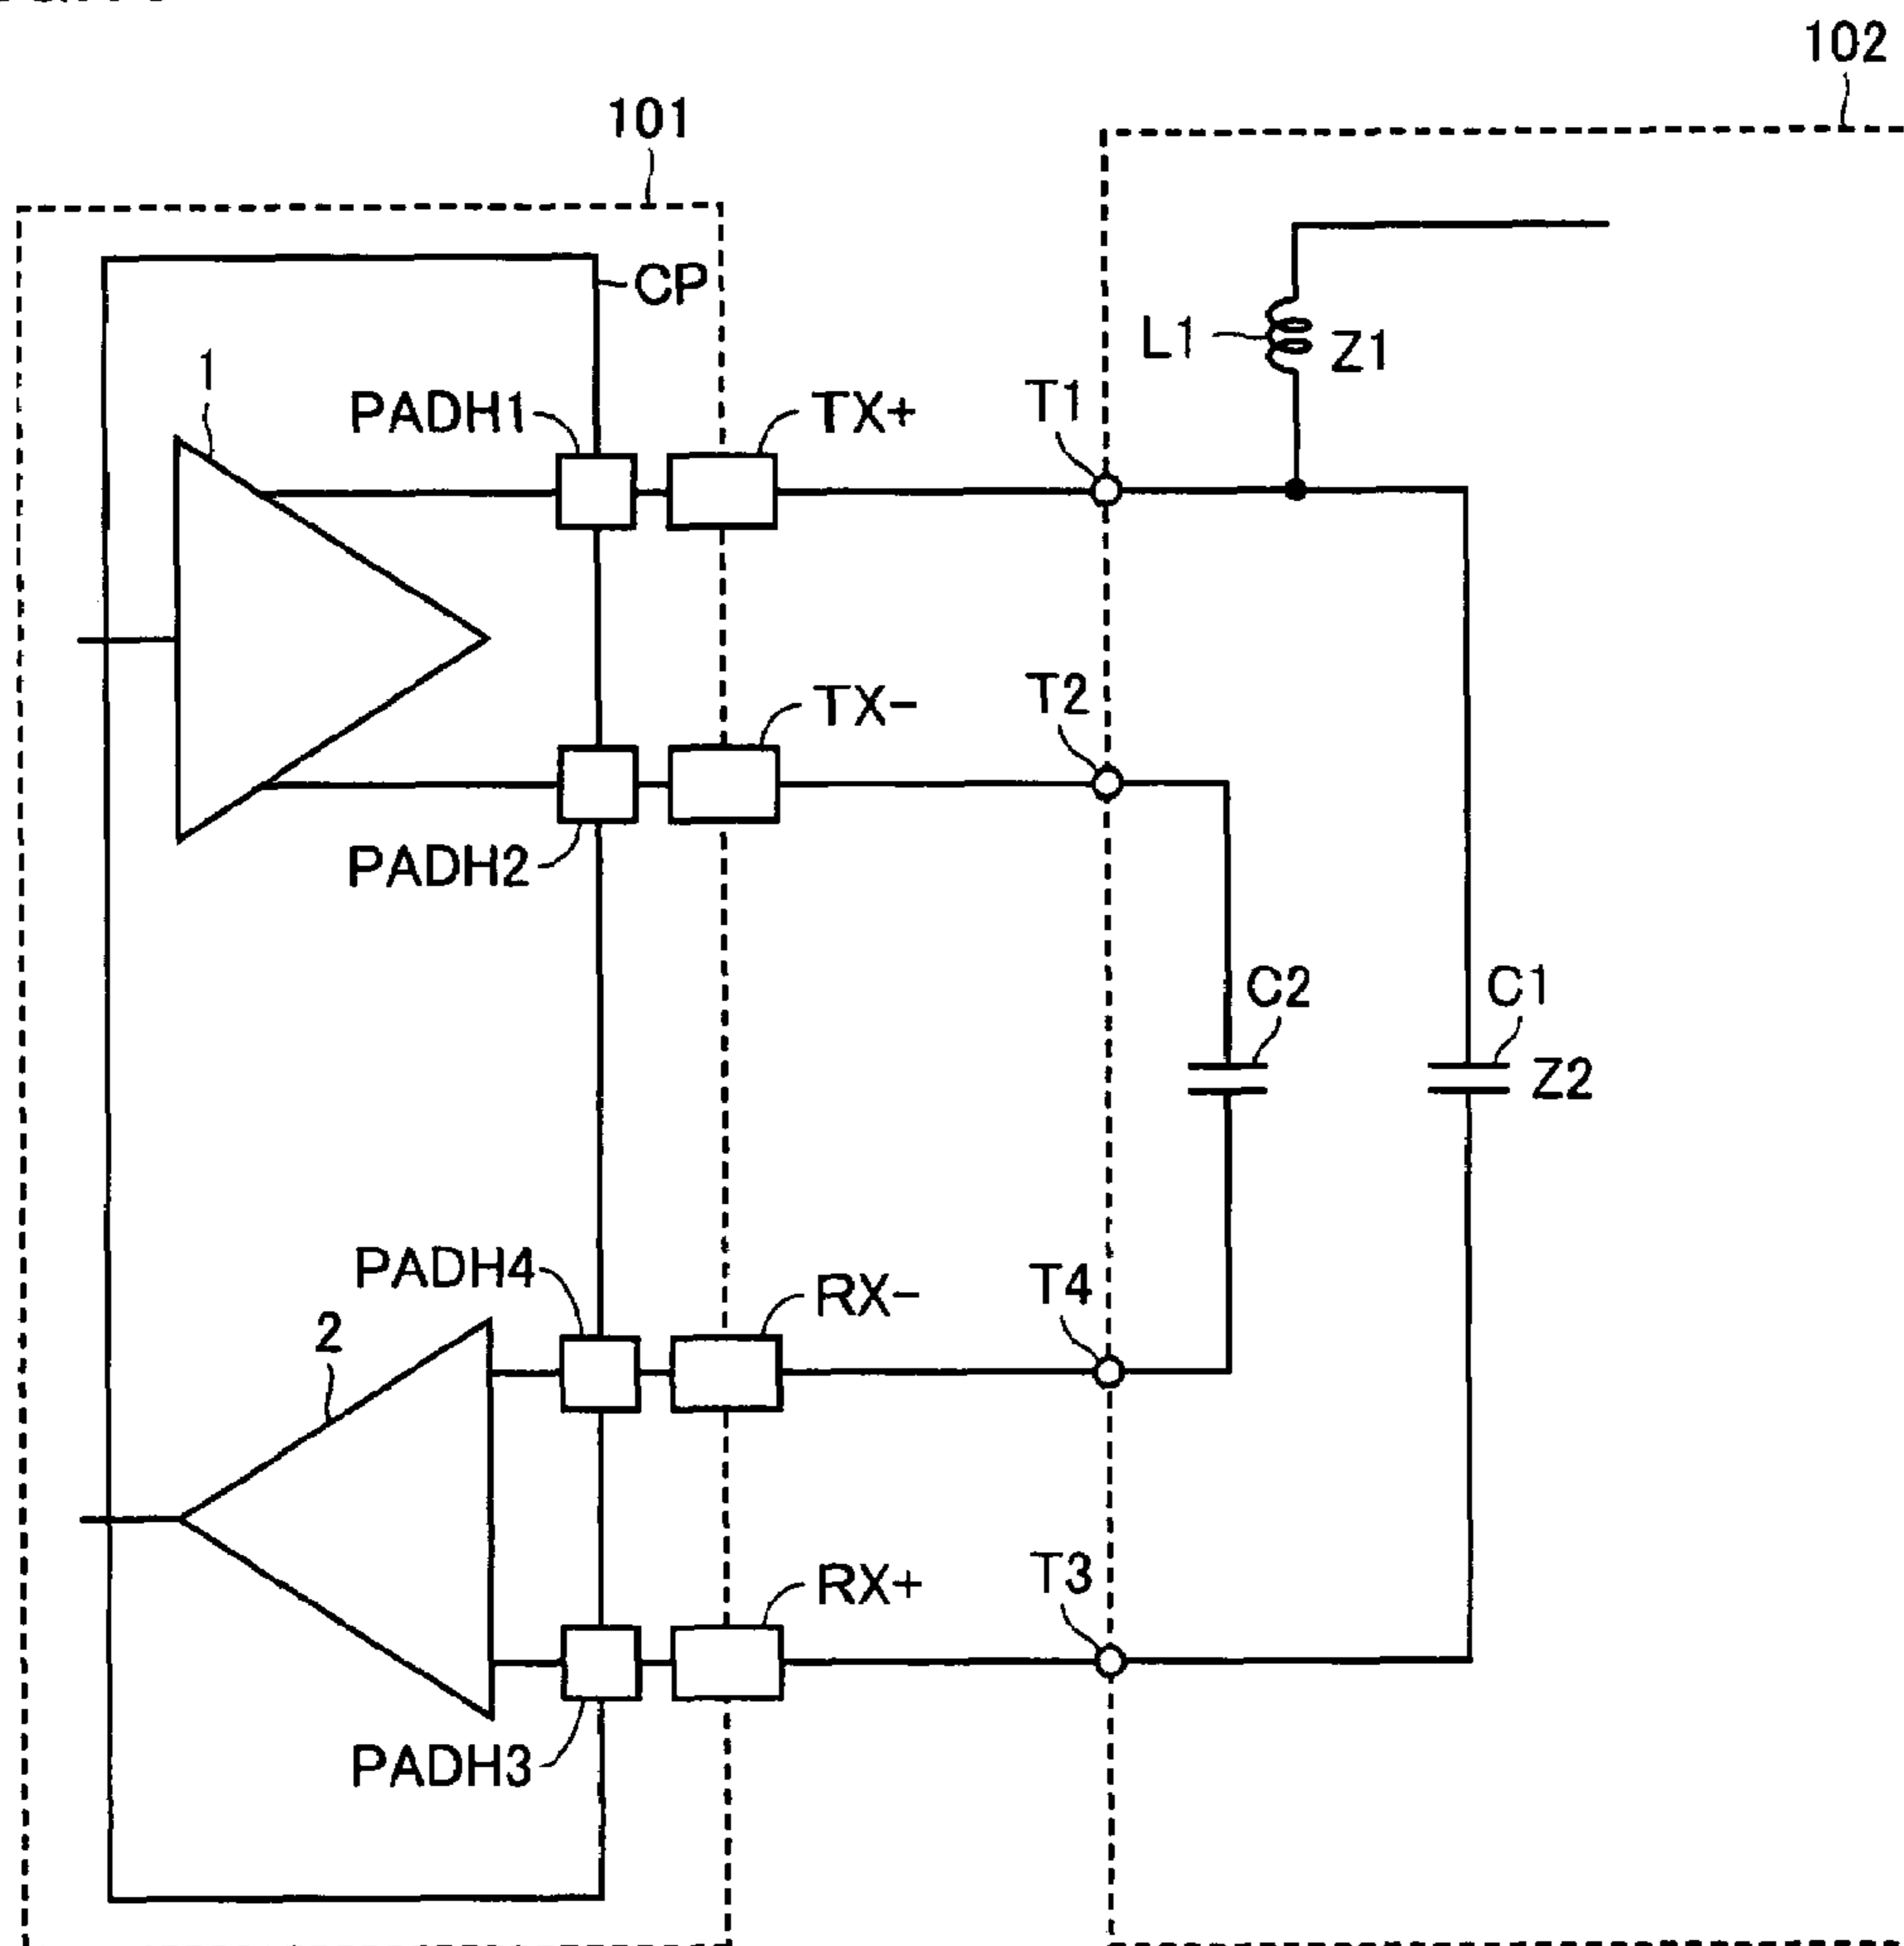 102
101
CP
L1
Z1
1
PADH1
TX+
T1
TX-
T2
PADH2
C2
C1
Z2
PADH4
RX-
T4
2
RX+
T3
PADH3